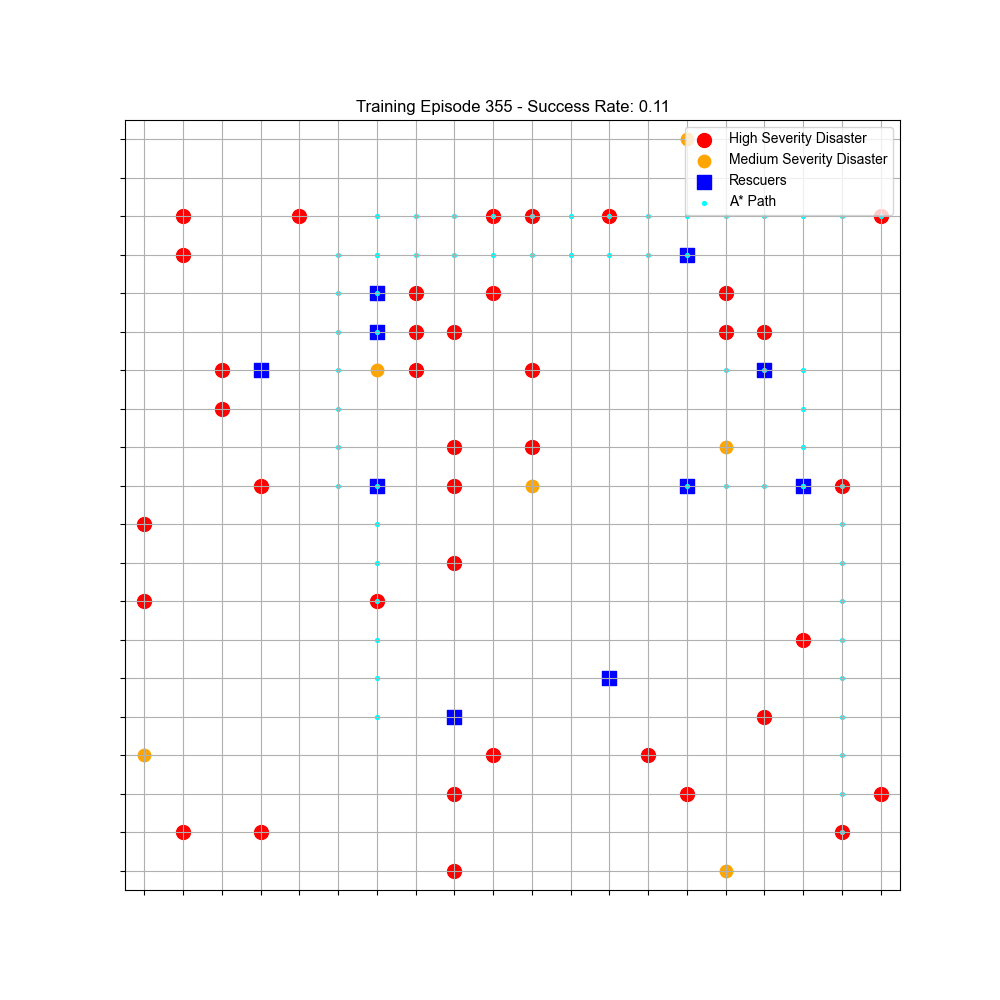 Training Episode 355 - Success Rate: 0.11
High Severity Disaster
Medium Severity Disaster
Rescuers
A* Path